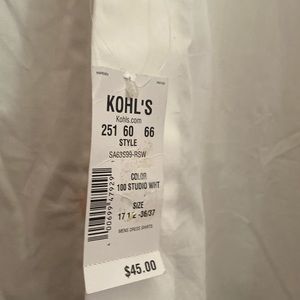 KOHL'S
Kohls.com
251 60 66
STYLE
SA63S99-RSW
COLOR
100 STUDIO WHT
SIZE
17 1/2 -36/37
MENS DRESS SHIRTS
$45.00